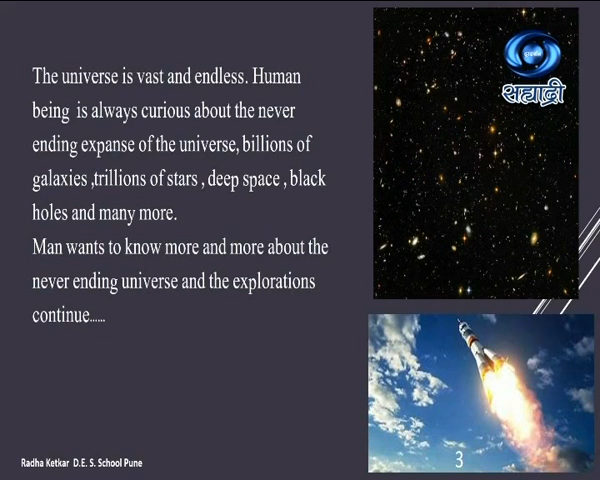 The universe is vast and endless. Human
being is always curious about the never
ending expanse of the universe, billions of
galaxies ,trillions of stars , deep space , black
holes and many more.
Man wants to know more and more about the
never ending universe and the explorations
continue......
दूरदर्शन
सह्याद्री
3
Radha Ketkar D.E. S. School Pune